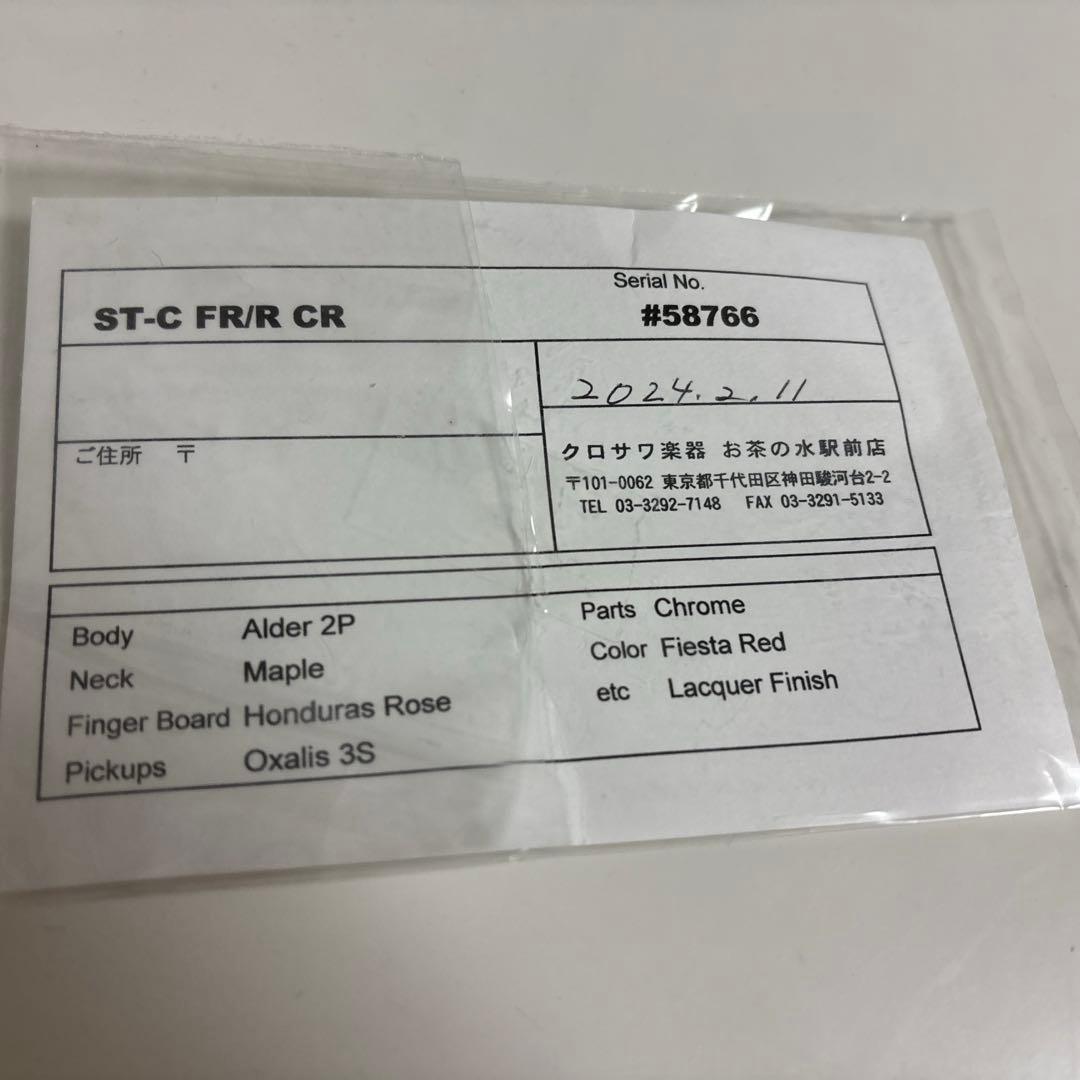 ST-C FR/R CR
Serial No.
#58766
2024.2.11
ご住所 〒
クロサワ楽器 お茶の水駅前店
〒101-0062 東京都千代田区神田駿河台2-2
TEL 03-3292-7148 FAX 03-3291-5133
Body Alder 2P
Neck Maple
Finger Board Honduras Rose
Pickups Oxalis 3S
Parts Chrome
Color Fiesta Red
etc Lacquer Finish